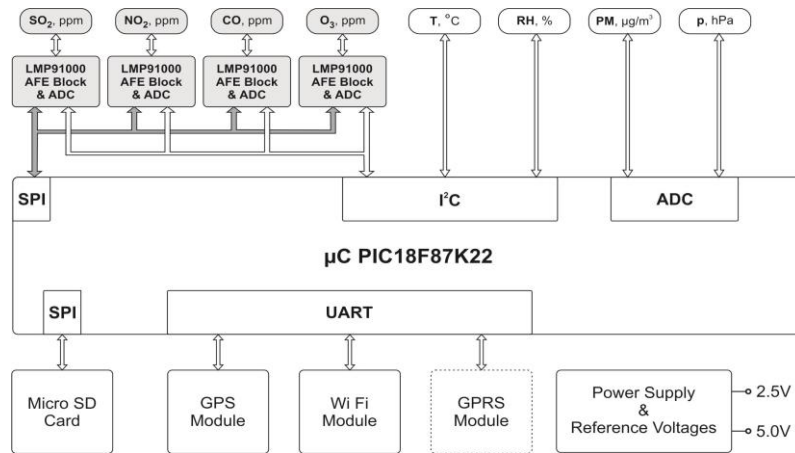 SO₂, ppm
NO₂, ppm
CO, ppm
O₃, ppm
T, °C
RH, %
PM, µg/m³
p, hPa
LMP91000
AFE Block
& ADC
LMP91000
AFE Block
& ADC
LMP91000
AFE Block
& ADC
LMP91000
AFE Block
& ADC
SPI
I²C
ADC
µC PIC18F87K22
SPI
UART
Micro SD
Card
GPS
Module
Wi Fi
Module
GPRS
Module
Power Supply
&
Reference Voltages
2.5V
5.0V